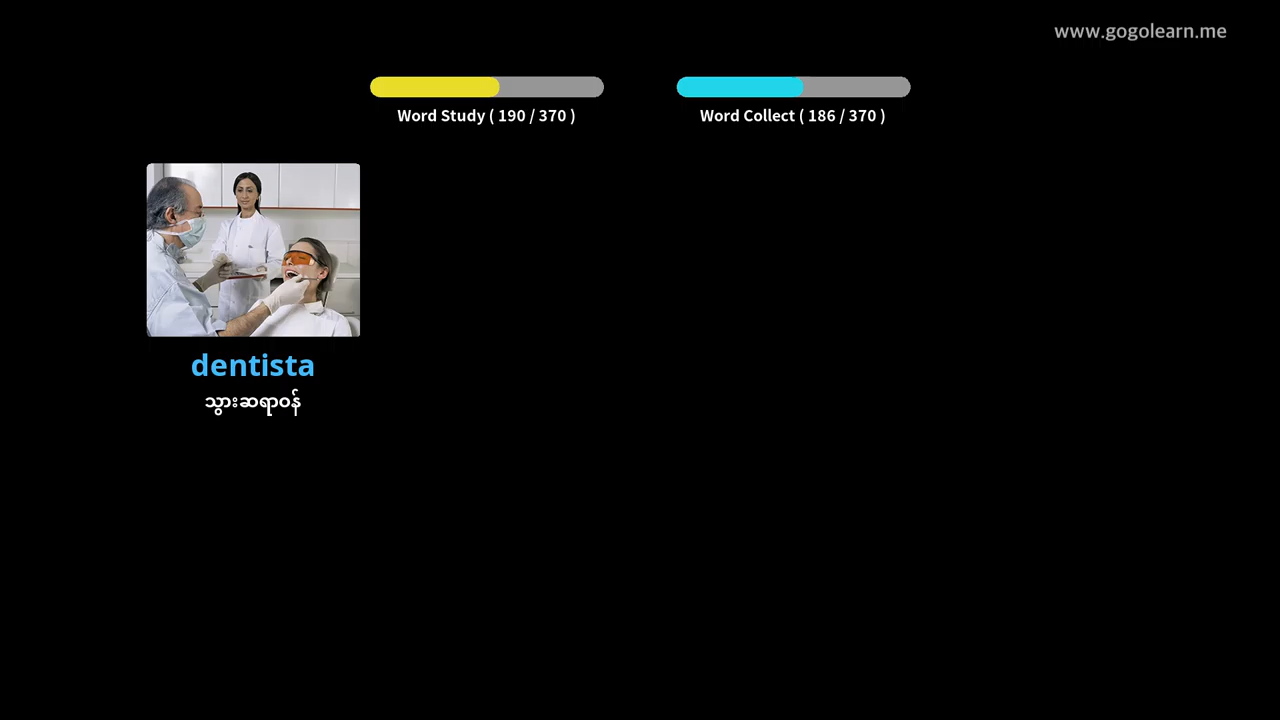 www.gogolearn.me
Word Study ( 190 / 370 )
Word Collect ( 186 / 370 )
dentista
သွားဆရာဝန်